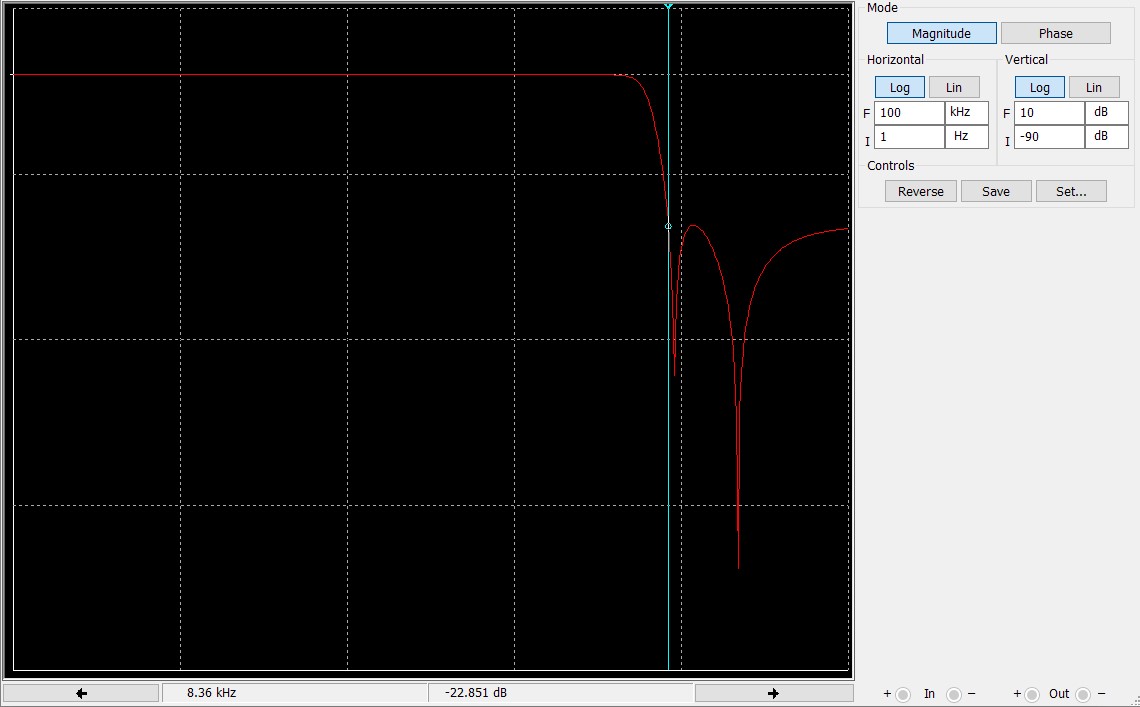 Mode
Magnitude Phase
Horizontal Vertical
Log Lin Log Lin
F 100 kHz F 10 dB
I 1 Hz I -90 dB
Controls
Reverse Save Set...
8.36 kHz -22.851 dB
+ In − + Out −